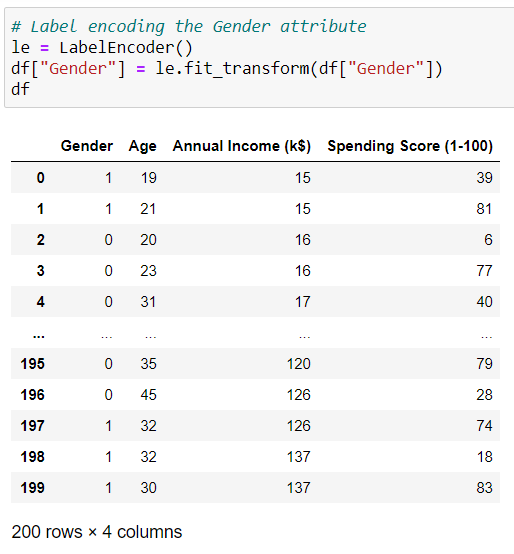 # Label encoding the Gender attribute
le = LabelEncoder()
df["Gender"] = le.fit_transform(df["Gender"])
df
Gender Age Annual Income (k$) Spending Score (1-100)
0 1 19 15 39
1 1 21 15 81
2 0 20 16 6
3 0 23 16 77
4 0 31 17 40
... ... ... ... ...
195 0 35 120 79
196 0 45 126 28
197 1 32 126 74
198 1 32 137 18
199 1 30 137 83
200 rows × 4 columns